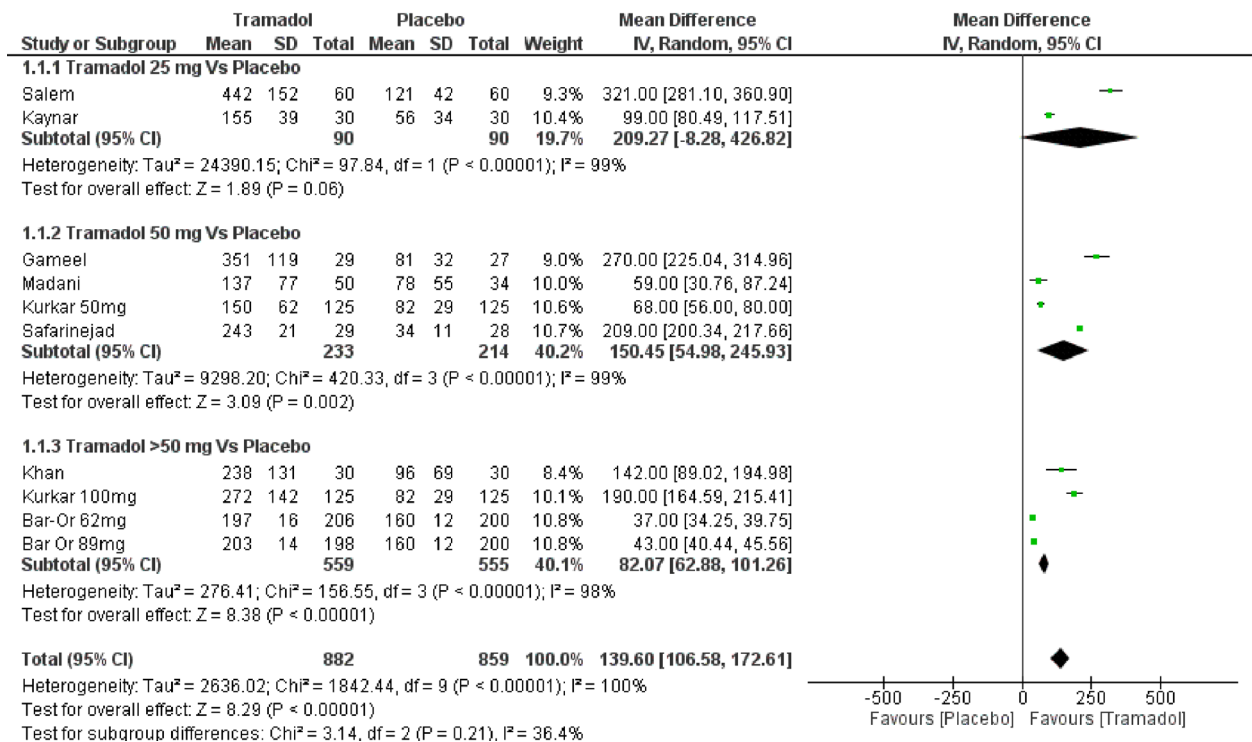 Tramadol Placebo Mean Difference Mean Difference
Study or Subgroup Mean SD Total Mean SD Total Weight IV, Random, 95% CI IV, Random, 95% CI
1.1.1 Tramadol 25 mg Vs Placebo
Salem 442 152 60 121 42 60 9.3% 321.00 [281.10, 360.90]
Kaynar 155 39 30 56 34 30 10.4% 99.00 [80.49, 117.51]
Subtotal (95% CI) 90 90 19.7% 209.27 [-8.28, 426.82]
Heterogeneity: Tau² = 24390.15; Chi² = 97.84, df = 1 (P < 0.00001); I² = 99%
Test for overall effect: Z = 1.89 (P = 0.06)
1.1.2 Tramadol 50 mg Vs Placebo
Gameel 351 119 29 81 32 27 9.0% 270.00 [225.04, 314.96]
Madani 137 77 50 78 55 34 10.0% 59.00 [30.76, 87.24]
Kurkar 50mg 150 62 125 82 29 125 10.6% 68.00 [56.00, 80.00]
Safarinejad 243 21 29 34 11 28 10.7% 209.00 [200.34, 217.66]
Subtotal (95% CI) 233 214 40.2% 150.45 [54.98, 245.93]
Heterogeneity: Tau² = 9298.20; Chi² = 420.33, df = 3 (P < 0.00001); I² = 99%
Test for overall effect: Z = 3.09 (P = 0.002)
1.1.3 Tramadol >50 mg Vs Placebo
Khan 238 131 30 96 69 30 8.4% 142.00 [89.02, 194.98]
Kurkar 100mg 272 142 125 82 29 125 10.1% 190.00 [164.59, 215.41]
Bar-Or 62mg 197 16 206 160 12 200 10.8% 37.00 [34.25, 39.75]
Bar Or 89mg 203 14 198 160 12 200 10.8% 43.00 [40.44, 45.56]
Subtotal (95% CI) 559 555 40.1% 82.07 [62.88, 101.26]
Heterogeneity: Tau² = 276.41; Chi² = 156.55, df = 3 (P < 0.00001); I² = 98%
Test for overall effect: Z = 8.38 (P < 0.00001)
Total (95% CI) 882 859 100.0% 139.60 [106.58, 172.61]
Heterogeneity: Tau² = 2636.02; Chi² = 1842.44, df = 9 (P < 0.00001); I² = 100%
Test for overall effect: Z = 8.29 (P < 0.00001)
Test for subgroup differences: Chi² = 3.14, df = 2 (P = 0.21), I² = 36.4%
-500 -250 0 250 500
Favours [Placebo] Favours [Tramadol]